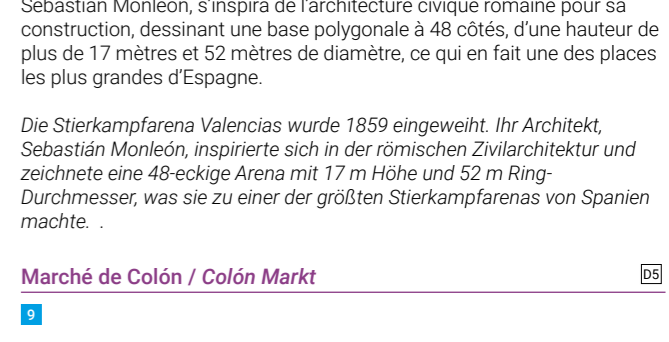 Sebastián Monleón, s'inspira de l'architecture civique romaine pour sa
construction, dessinant une base polygonale à 48 côtés, d'une hauteur de
plus de 17 mètres et 52 mètres de diamètre, ce qui en fait une des places
les plus grandes d'Espagne.
Die Stierkampfarena Valencias wurde 1859 eingeweiht. Ihr Architekt,
Sebastián Monleón, inspirierte sich in der römischen Zivilarchitektur und
zeichnete eine 48-eckige Arena mit 17 m Höhe und 52 m Ring-
Durchmesser, was sie zu einer der größten Stierkampfarenas von Spanien
machte. .
Marché de Colón / Colón Markt D5
9